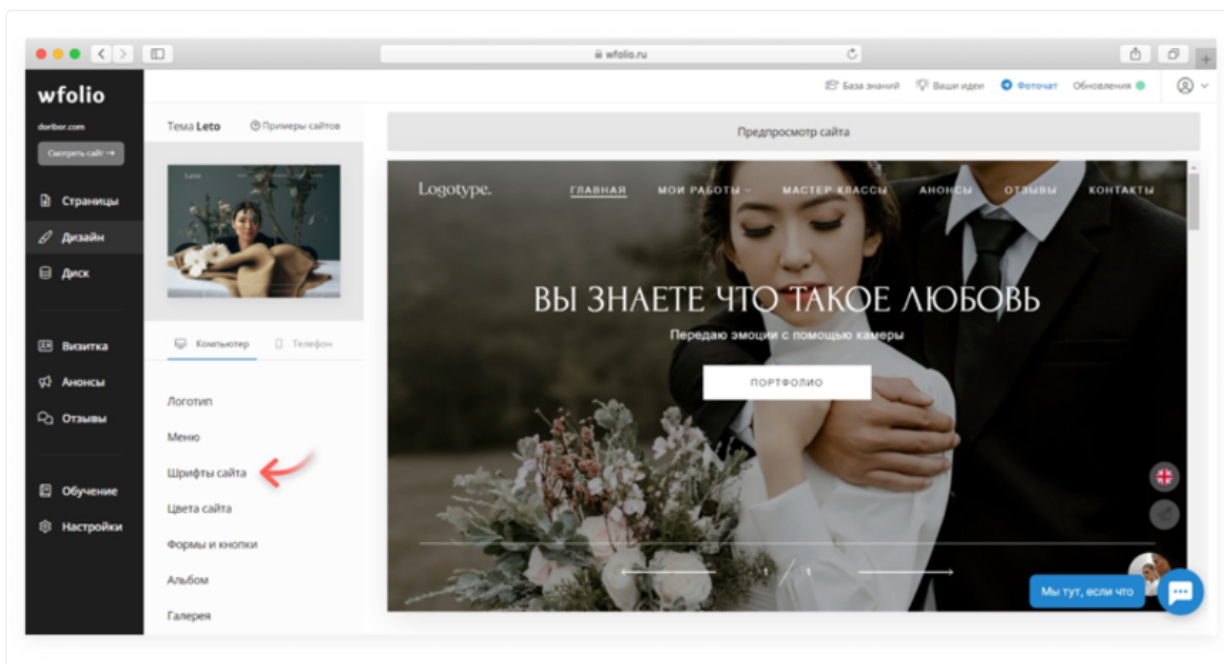 wfolio.ru
wfolio
doribor.com
Смотреть сайт →
Страницы
Дизайн
Диск
Визитка
Анонсы
Отзывы
Обучение
Настройки
База знаний
Ваши идеи
Фоточат
Обновления
Тема Leto
Примеры сайтов
Leto
Компьютер
Телефон
Логотип
Меню
Шрифты сайта
Цвета сайта
Формы и кнопки
Альбом
Галерея
Предпросмотр сайта
Logotype.
ГЛАВНАЯ
МОИ РАБОТЫ
МАСТЕР КЛАССЫ
АНОНСЫ
ОТЗЫВЫ
КОНТАКТЫ
ВЫ ЗНАЕТЕ ЧТО ТАКОЕ ЛЮБОВЬ
Передаю эмоции с помощью камеры
ПОРТФОЛИО
1 / 1
Мы тут, если что